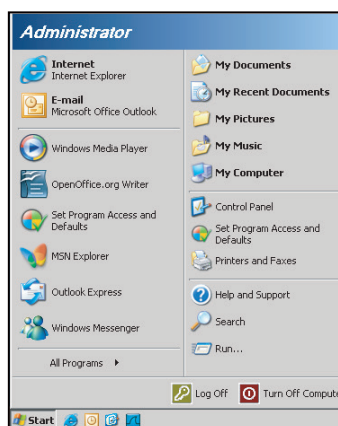 Administrator
Internet
Internet Explorer
E-mail
Microsoft Office Outlook
Windows Media Player
OpenOffice.org Writer
Set Program Access and
Defaults
MSN Explorer
Outlook Express
Windows Messenger
All Programs
My Documents
My Recent Documents
My Pictures
My Music
My Computer
Control Panel
Set Program Access and
Defaults
Printers and Faxes
Help and Support
Search
Run...
Log Off
Turn Off Compute
Start